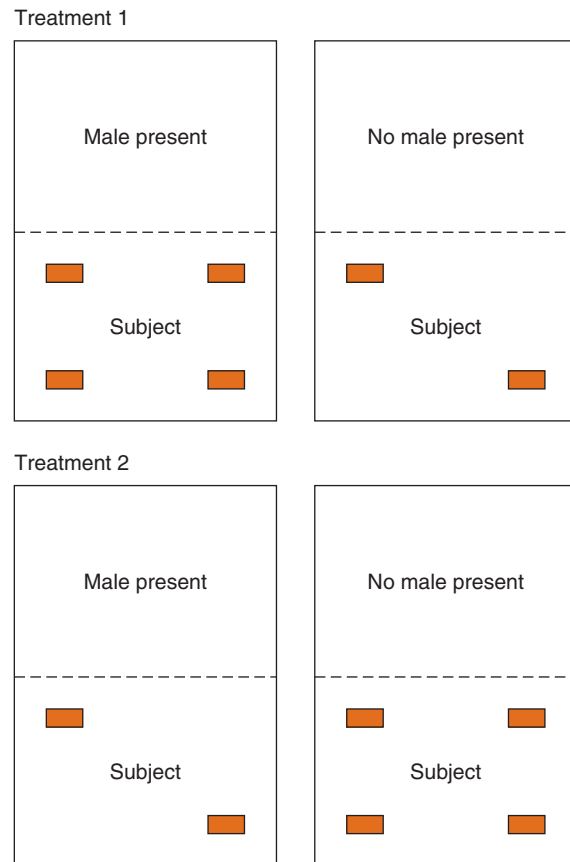 Treatment 1
Male present
No male present
Subject
Subject
Treatment 2
Male present
No male present
Subject
Subject